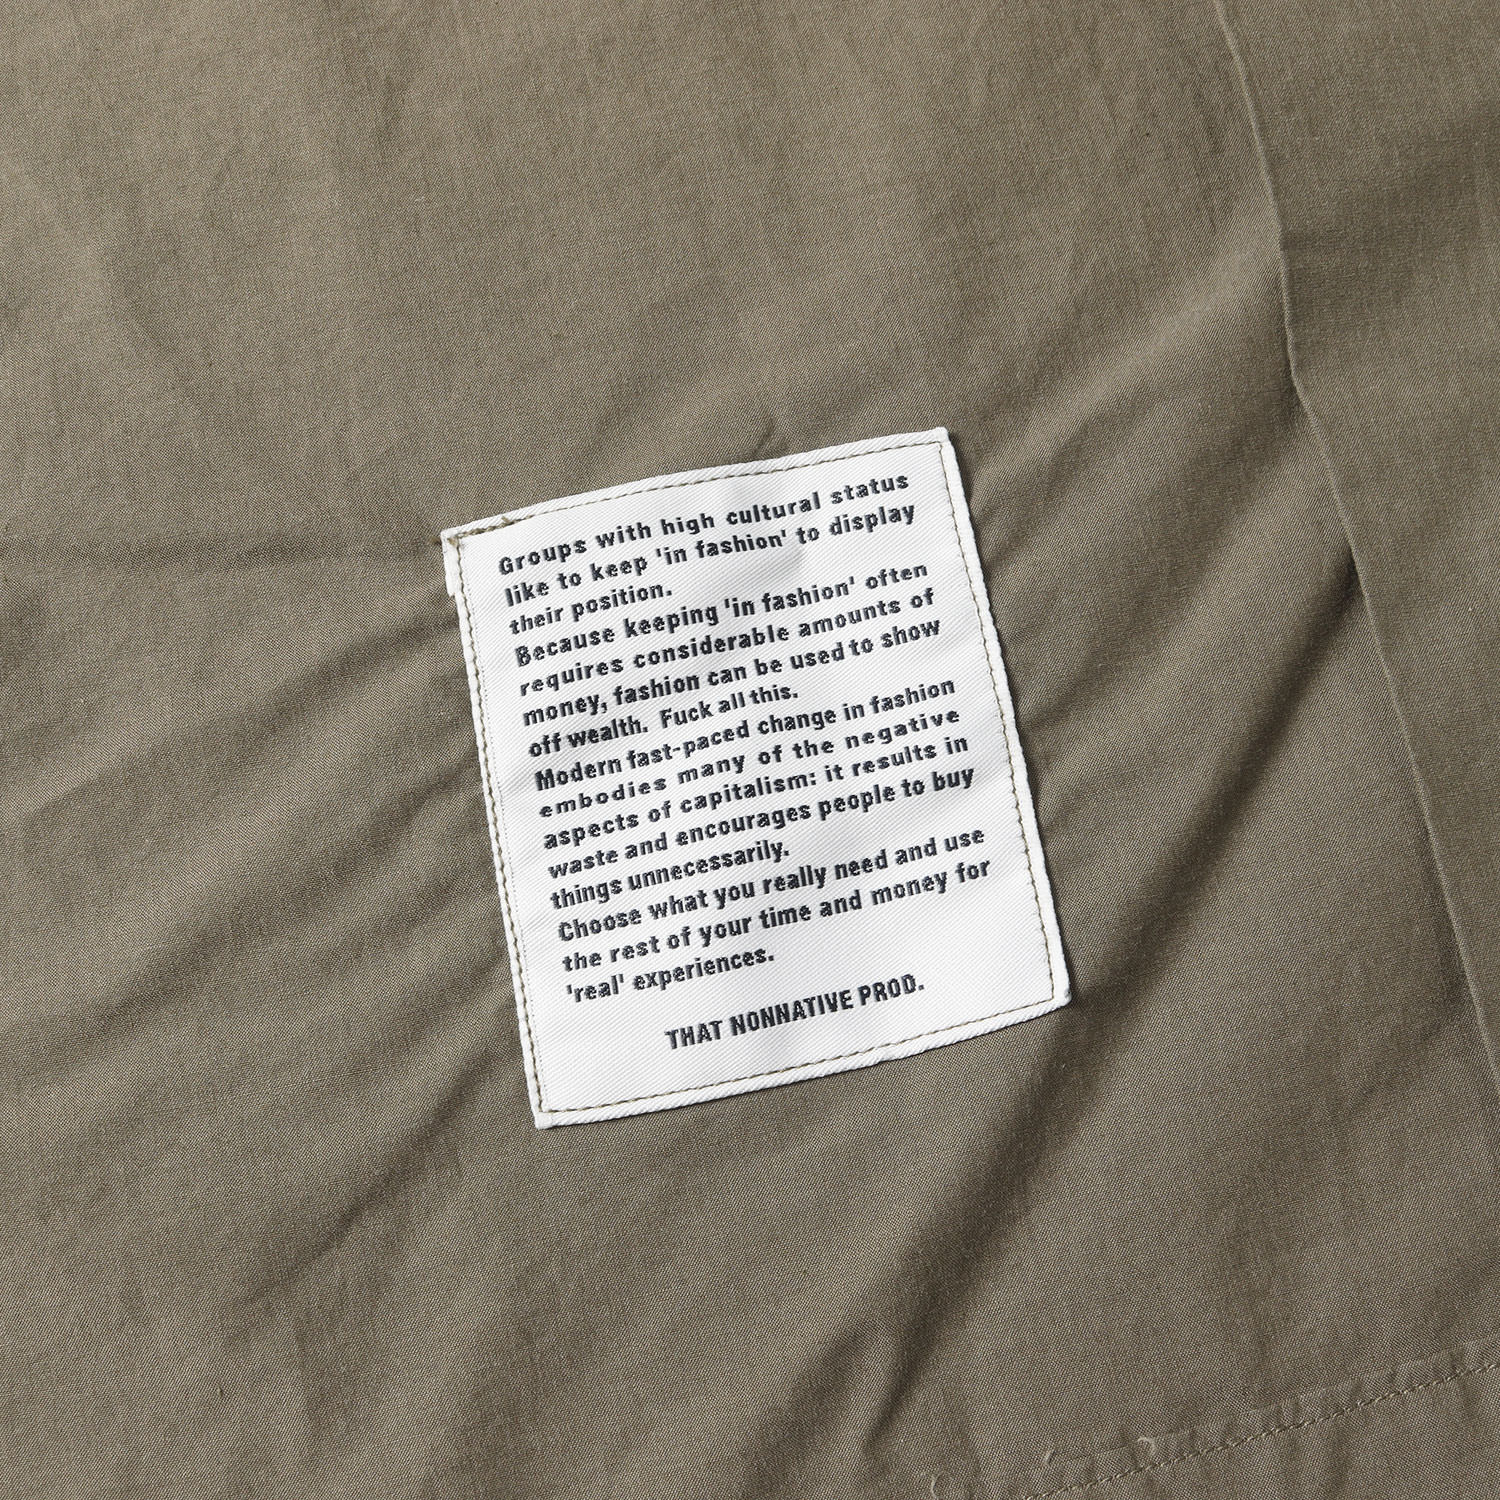 Groups with high cultural status
like to keep 'in fashion' to display
their position.
Because keeping 'in fashion' often
requires considerable amounts of
money, fashion can be used to show
off wealth. Fuck all this.
Modern fast-paced change in fashion
embodies many of the negative
aspects of capitalism: it results in
waste and encourages people to buy
things unnecessarily.
Choose what you really need and use
the rest of your time and money for
'real' experiences.
THAT NONNATIVE PROD.